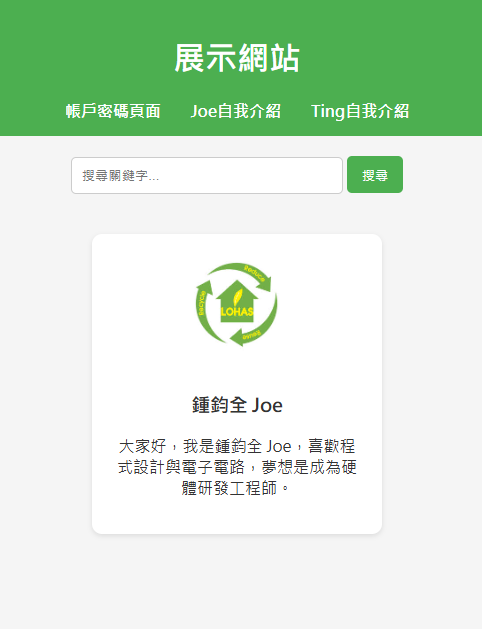 展示網站
帳戶密碼頁面 Joe自我介紹 Ting自我介紹
搜尋關鍵字... 搜尋
Reduce
Recycle
LOHAS
Reuse
鍾鈞全 Joe
大家好，我是鍾鈞全 Joe，喜歡程
式設計與電子電路，夢想是成為硬
體研發工程師。